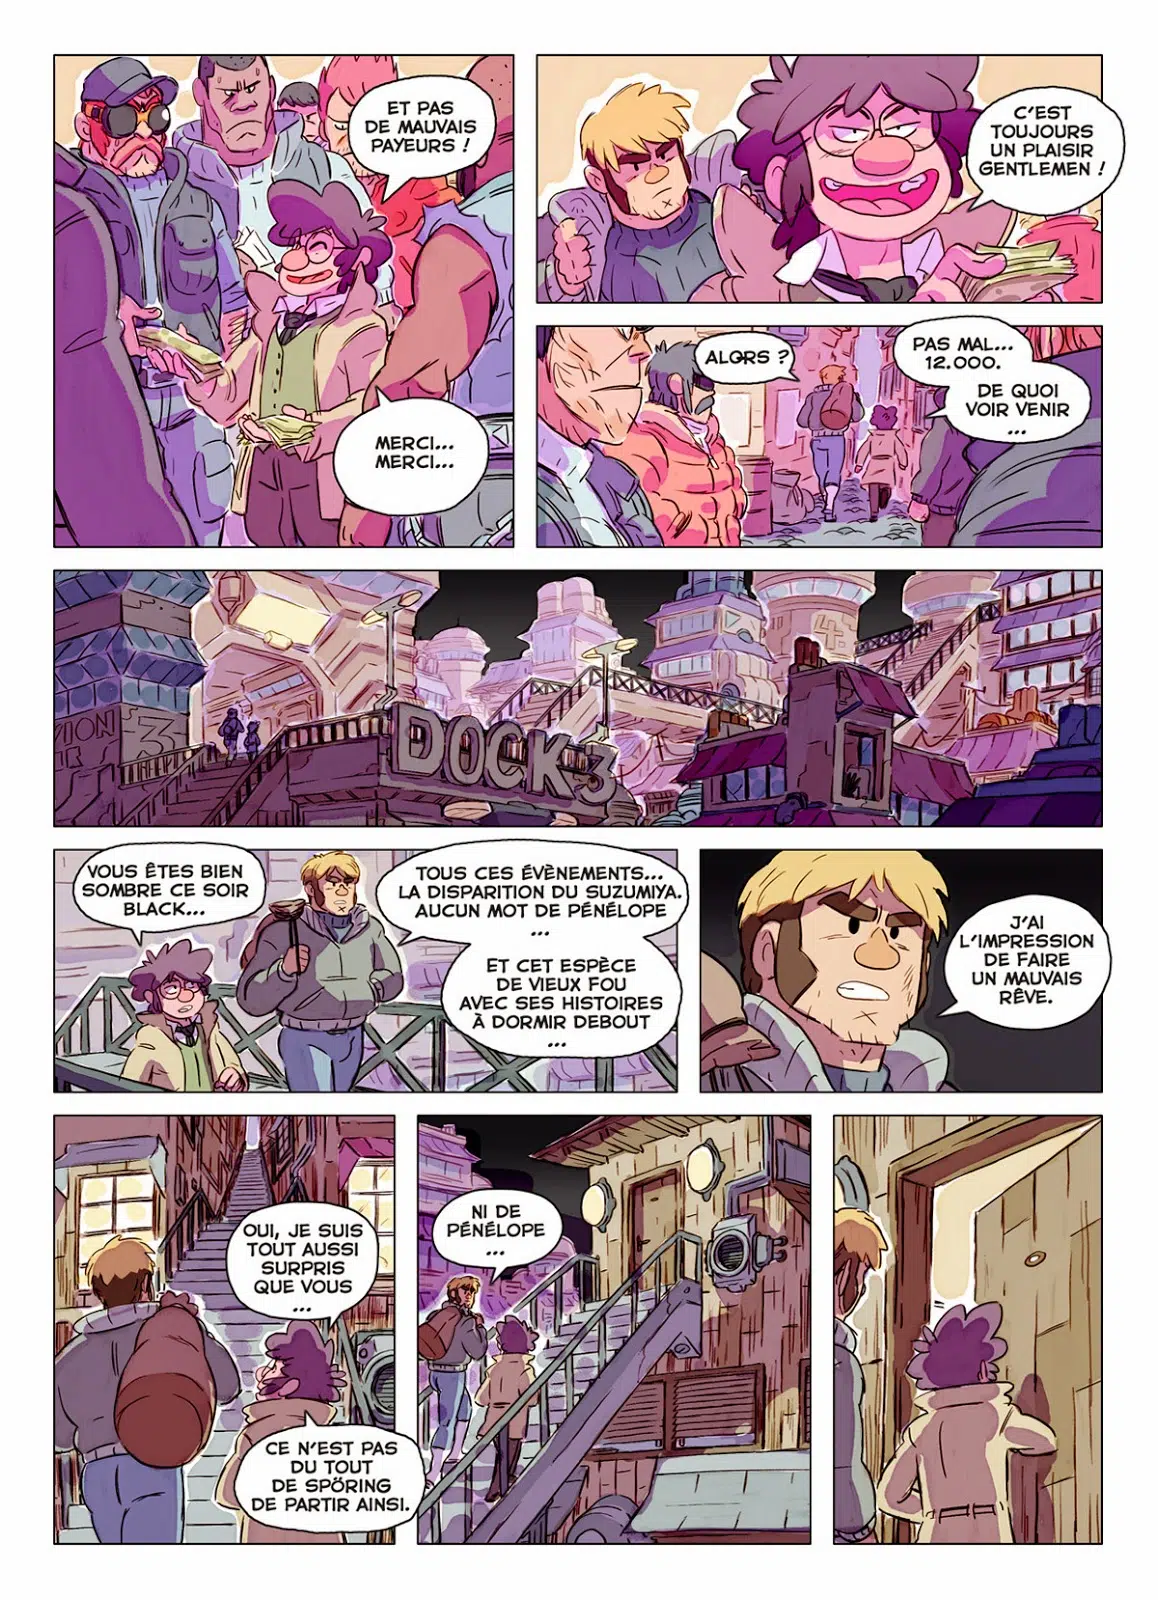 ET PAS
DE MAUVAIS
PAYEURS !
MERCI...
MERCI...
C'EST
TOUJOURS
UN PLAISIR
GENTLEMEN !
ALORS ?
PAS MAL...
12.000.
DE QUOI
VOIR VENIR
...
3
DOCK 3
4
VOUS ÊTES BIEN
SOMBRE CE SOIR
BLACK...
TOUS CES ÉVÈNEMENTS...
LA DISPARITION DU SUZUMIYA.
AUCUN MOT DE PÉNÉLOPE
...
ET CET ESPÈCE
DE VIEUX FOU
AVEC SES HISTOIRES
À DORMIR DEBOUT
...
J'AI
L'IMPRESSION
DE FAIRE
UN MAUVAIS
RÊVE.
OUI, JE SUIS
TOUT AUSSI
SURPRIS
QUE VOUS
...
CE N'EST PAS
DU TOUT
DE SPÖRING
DE PARTIR AINSI.
NI DE
PÉNÉLOPE
...